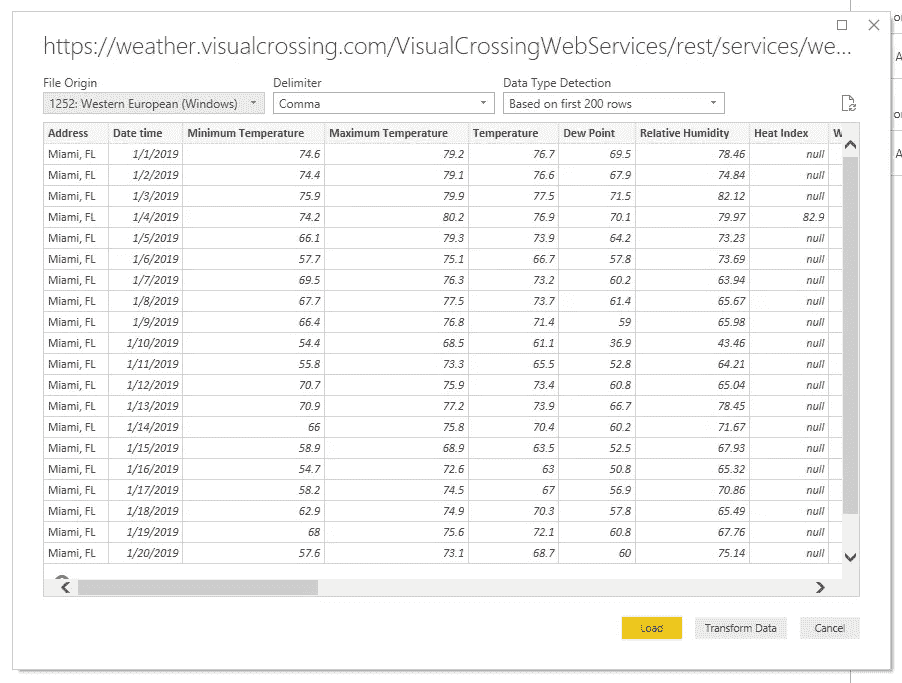 https://weather.visualcrossing.com/VisualCrossingWebServices/rest/services/we...
File Origin Delimiter Data Type Detection
1252: Western European (Windows) Comma Based on first 200 rows
Address Date time Minimum Temperature Maximum Temperature Temperature Dew Point Relative Humidity Heat Index W
Miami, FL 1/1/2019 74.6 79.2 76.7 69.5 78.46 null
Miami, FL 1/2/2019 74.4 79.1 76.6 67.9 74.84 null
Miami, FL 1/3/2019 75.9 79.9 77.5 71.5 82.12 null
Miami, FL 1/4/2019 74.2 80.2 76.9 70.1 79.97 82.9
Miami, FL 1/5/2019 66.1 79.3 73.9 64.2 73.23 null
Miami, FL 1/6/2019 57.7 75.1 66.7 57.8 73.69 null
Miami, FL 1/7/2019 69.5 76.3 73.2 60.2 63.94 null
Miami, FL 1/8/2019 67.7 77.5 73.7 61.4 65.67 null
Miami, FL 1/9/2019 66.4 76.8 71.4 59 65.98 null
Miami, FL 1/10/2019 54.4 68.5 61.1 36.9 43.46 null
Miami, FL 1/11/2019 55.8 73.3 65.5 52.8 64.21 null
Miami, FL 1/12/2019 70.7 75.9 73.4 60.8 65.04 null
Miami, FL 1/13/2019 70.9 77.2 73.9 66.7 78.45 null
Miami, FL 1/14/2019 66 75.8 70.4 60.2 71.67 null
Miami, FL 1/15/2019 58.9 68.9 63.5 52.5 67.93 null
Miami, FL 1/16/2019 54.7 72.6 63 50.8 65.32 null
Miami, FL 1/17/2019 58.2 74.5 67 56.9 70.86 null
Miami, FL 1/18/2019 62.9 74.9 70.3 57.8 65.49 null
Miami, FL 1/19/2019 68 75.6 72.1 60.8 67.76 null
Miami, FL 1/20/2019 57.6 73.1 68.7 60 75.14 null
Load Transform Data Cancel